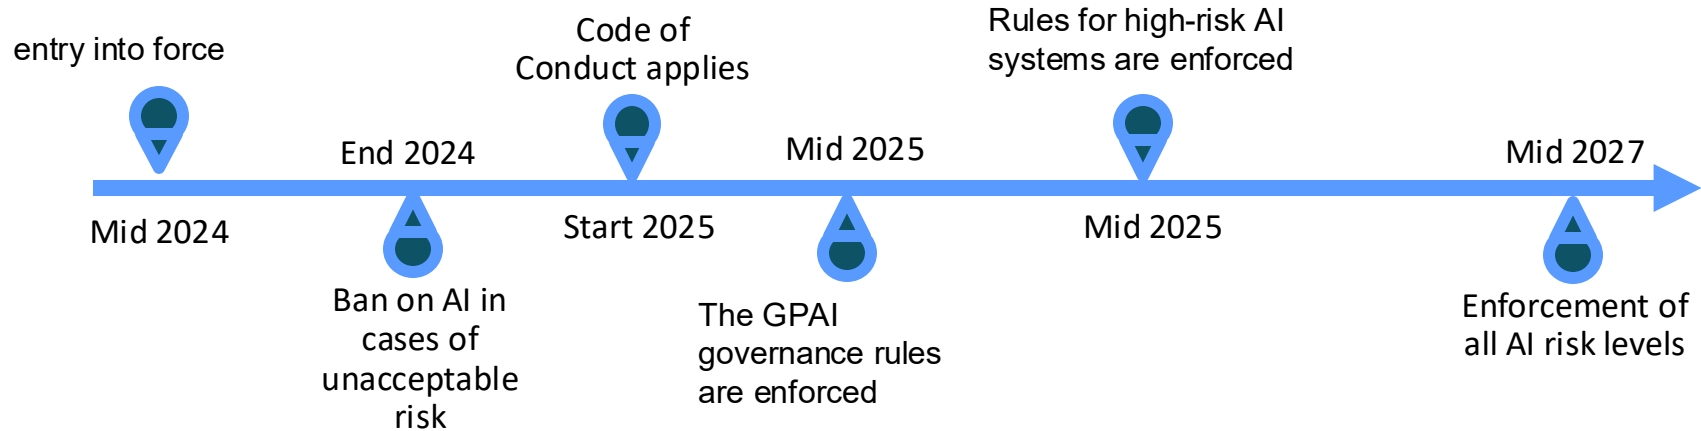 entry into force
Mid 2024
End 2024
Ban on AI in
cases of
unacceptable
risk
Code of
Conduct applies
Start 2025
Mid 2025
The GPAI
governance rules
are enforced
Rules for high-risk AI
systems are enforced
Mid 2025
Mid 2027
Enforcement of
all AI risk levels